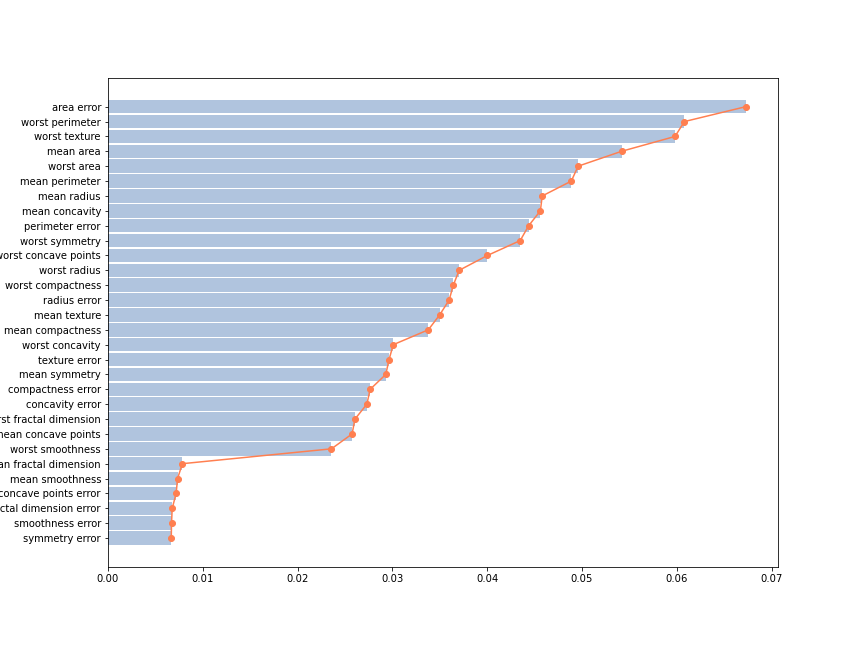 area error
worst perimeter
worst texture
mean area
worst area
mean perimeter
mean radius
mean concavity
perimeter error
worst symmetry
worst concave points
worst radius
worst compactness
radius error
mean texture
mean compactness
worst concavity
texture error
mean symmetry
compactness error
concavity error
rst fractal dimension
mean concave points
worst smoothness
an fractal dimension
mean smoothness
concave points error
ctal dimension error
smoothness error
symmetry error
0.00 0.01 0.02 0.03 0.04 0.05 0.06 0.07